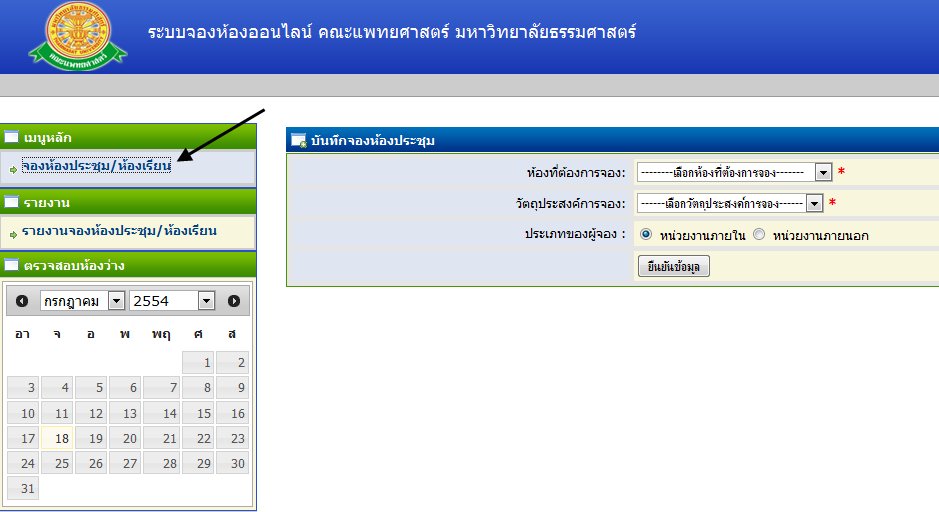 ระบบจองห้องออนไลน์ คณะแพทยศาสตร์ มหาวิทยาลัยธรรมศาสตร์
เมนูหลัก
จองห้องประชุม/ห้องเรียน
รายงาน
รายงานจองห้องประชุม/ห้องเรียน
ตรวจสอบห้องว่าง
กรกฎาคม 2554
อา จ อ พ พฤ ศ ส
1 2
3 4 5 6 7 8 9
10 11 12 13 14 15 16
17 18 19 20 21 22 23
24 25 26 27 28 29 30
31
บันทึกจองห้องประชุม
ห้องที่ต้องการจอง: --------เลือกห้องที่ต้องการจอง------- *
วัตถุประสงค์การจอง: ------เลือกวัตถุประสงค์การจอง------ *
ประเภทของผู้จอง : หน่วยงานภายใน หน่วยงานภายนอก
ยืนยันข้อมูล